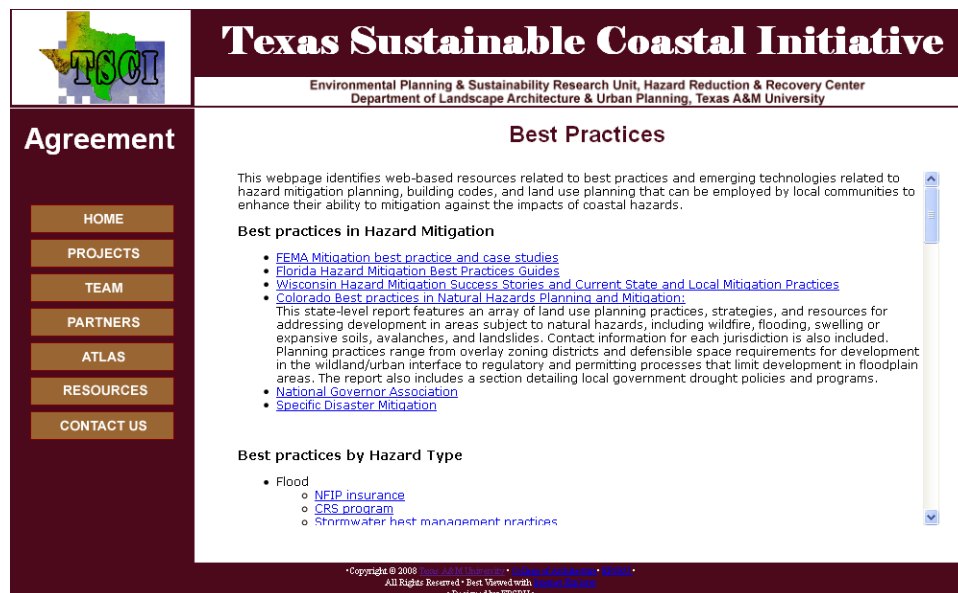 TSCI
Texas Sustainable Coastal Initiative
Environmental Planning & Sustainability Research Unit, Hazard Reduction & Recovery Center
Department of Landscape Architecture & Urban Planning, Texas A&M University
Agreement
HOME
PROJECTS
TEAM
PARTNERS
ATLAS
RESOURCES
CONTACT US
Best Practices
This webpage identifies web-based resources related to best practices and emerging technologies related to
hazard mitigation planning, building codes, and land use planning that can be employed by local communities to
enhance their ability to mitigation against the impacts of coastal hazards.
Best practices in Hazard Mitigation
• FEMA Mitigation best practice and case studies
• Florida Hazard Mitigation Best Practices Guides
• Wisconsin Hazard Mitigation Success Stories and Current State and Local Mitigation Practices
• Colorado Best practices in Natural Hazards Planning and Mitigation:
This state-level report features an array of land use planning practices, strategies, and resources for
addressing development in areas subject to natural hazards, including wildfire, flooding, swelling or
expansive soils, avalanches, and landslides. Contact information for each jurisdiction is also included.
Planning practices range from overlay zoning districts and defensible space requirements for development
in the wildland/urban interface to regulatory and permitting processes that limit development in floodplain
areas. The report also includes a section detailing local government drought policies and programs.
• National Governor Association
• Specific Disaster Mitigation
Best practices by Hazard Type
• Flood
o NFIP insurance
o CRS program
o Stormwater best management practices
•Copyright © 2008 Texas A&M University •
All Rights Reserved • Best Viewed with
• Designed by EPSRU •